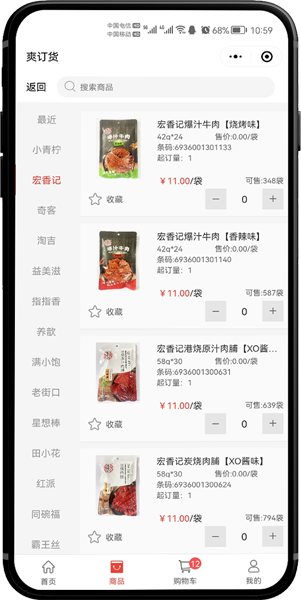 中国电信 HD
中国移动 HD
5G 4G 68% 10:59
爽订货
返回
搜索商品
最近
小青柠
宏香记
奇客
淘吉
益美滋
指指香
养歆
满小饱
老街口
星想棒
田小花
红派
同碗福
霸王丝
宏香记爆汁牛肉【烧烤味】
42g*24 售价:0.00/袋
条码:6936001301133
起订量：1
￥11.00/袋 可售:348袋
收藏 － 0 +
宏香记爆汁牛肉【香辣味】
42g*24 售价:0.00/袋
条码:6936001301140
起订量：1
￥11.00/袋 可售:587袋
收藏 － 0 +
宏香记港烧原汁肉脯【XO酱...
58g*30 售价:0.00/袋
条码:6936001300631
起订量：1
￥11.00/袋 可售:639袋
收藏 － 0 +
宏香记炭烧肉脯【XO酱味】
58g*30 售价:0.00/袋
条码:6936001300624
起订量：1
￥11.00/袋 可售:794袋
收藏 － 0 +
首页
商品
12
购物车
我的